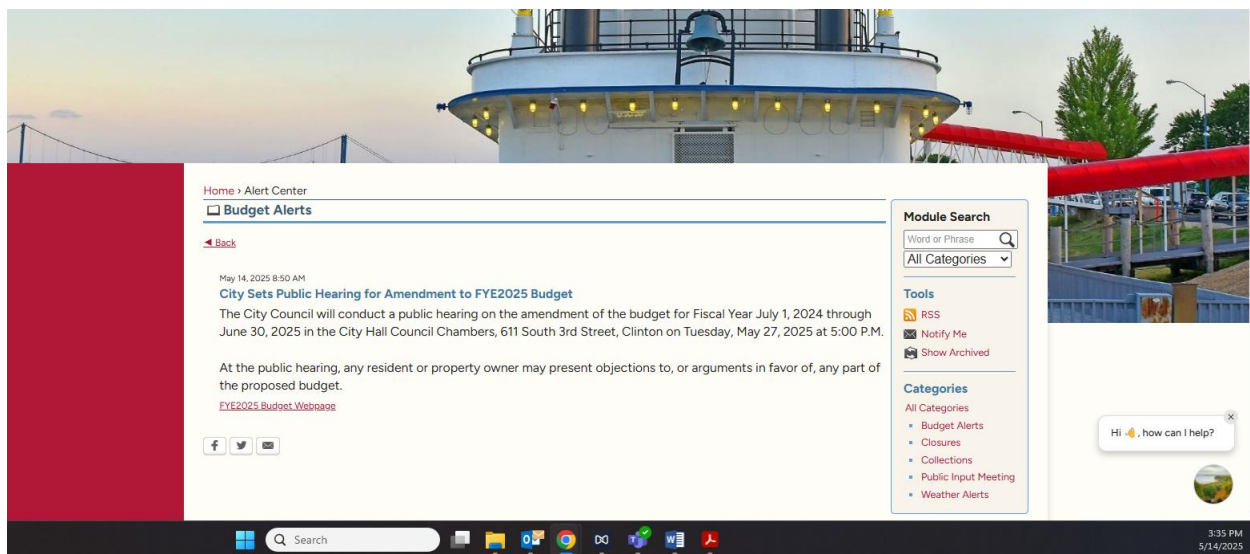 Home › Alert Center
Budget Alerts
◄ Back
May 14, 2025 8:50 AM
City Sets Public Hearing for Amendment to FYE2025 Budget
The City Council will conduct a public hearing on the amendment of the budget for Fiscal Year July 1, 2024 through
June 30, 2025 in the City Hall Council Chambers, 611 South 3rd Street, Clinton on Tuesday, May 27, 2025 at 5:00 P.M.
At the public hearing, any resident or property owner may present objections to, or arguments in favor of, any part of
the proposed budget.
FYE2025 Budget Webpage
Module Search
Word or Phrase
All Categories
Tools
RSS
Notify Me
Show Archived
Categories
All Categories
Budget Alerts
Closures
Collections
Public Input Meeting
Weather Alerts
Hi 👋, how can I help?
Search
3:35 PM
5/14/2025